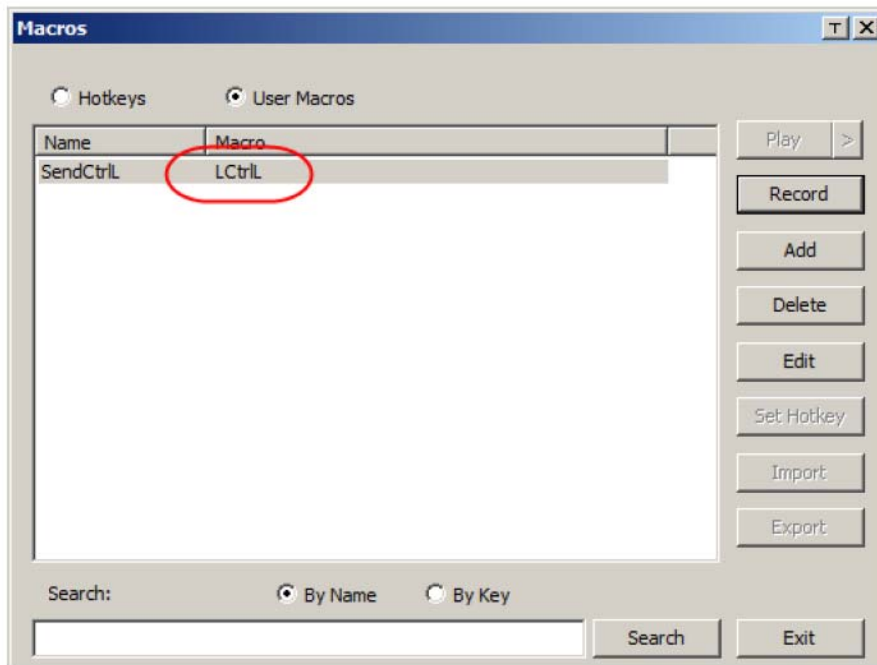 Macros
Hotkeys User Macros
Name Macro
SendCtrlL LCtrlL
Play >
Record
Add
Delete
Edit
Set Hotkey
Import
Export
Search: By Name By Key
Search Exit